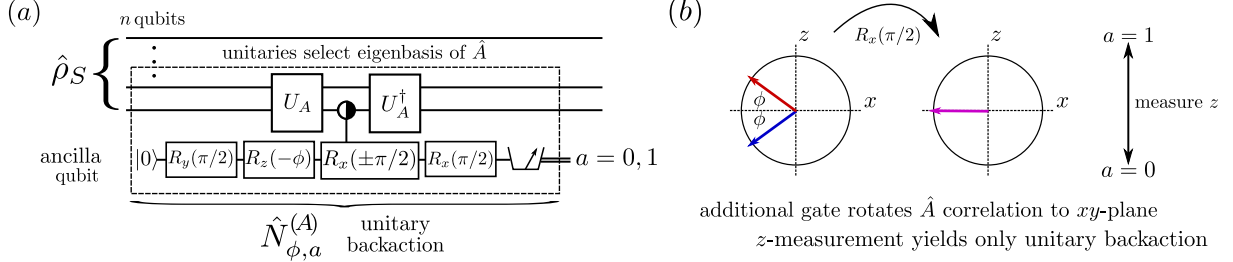 (a)
n qubits
ρ̂_S
unitaries select eigenbasis of Â
U_A
U_A^†
ancilla
qubit
|0⟩ R_y(π/2) R_z(−ϕ) R_x(±π/2) R_x(π/2) a = 0, 1
N̂_{ϕ,a}^{(A)}
unitary
backaction
(b)
R_x(π/2)
z
x
ϕ
ϕ
z
x
a = 1
measure z
a = 0
additional gate rotates Â correlation to xy-plane
z-measurement yields only unitary backaction